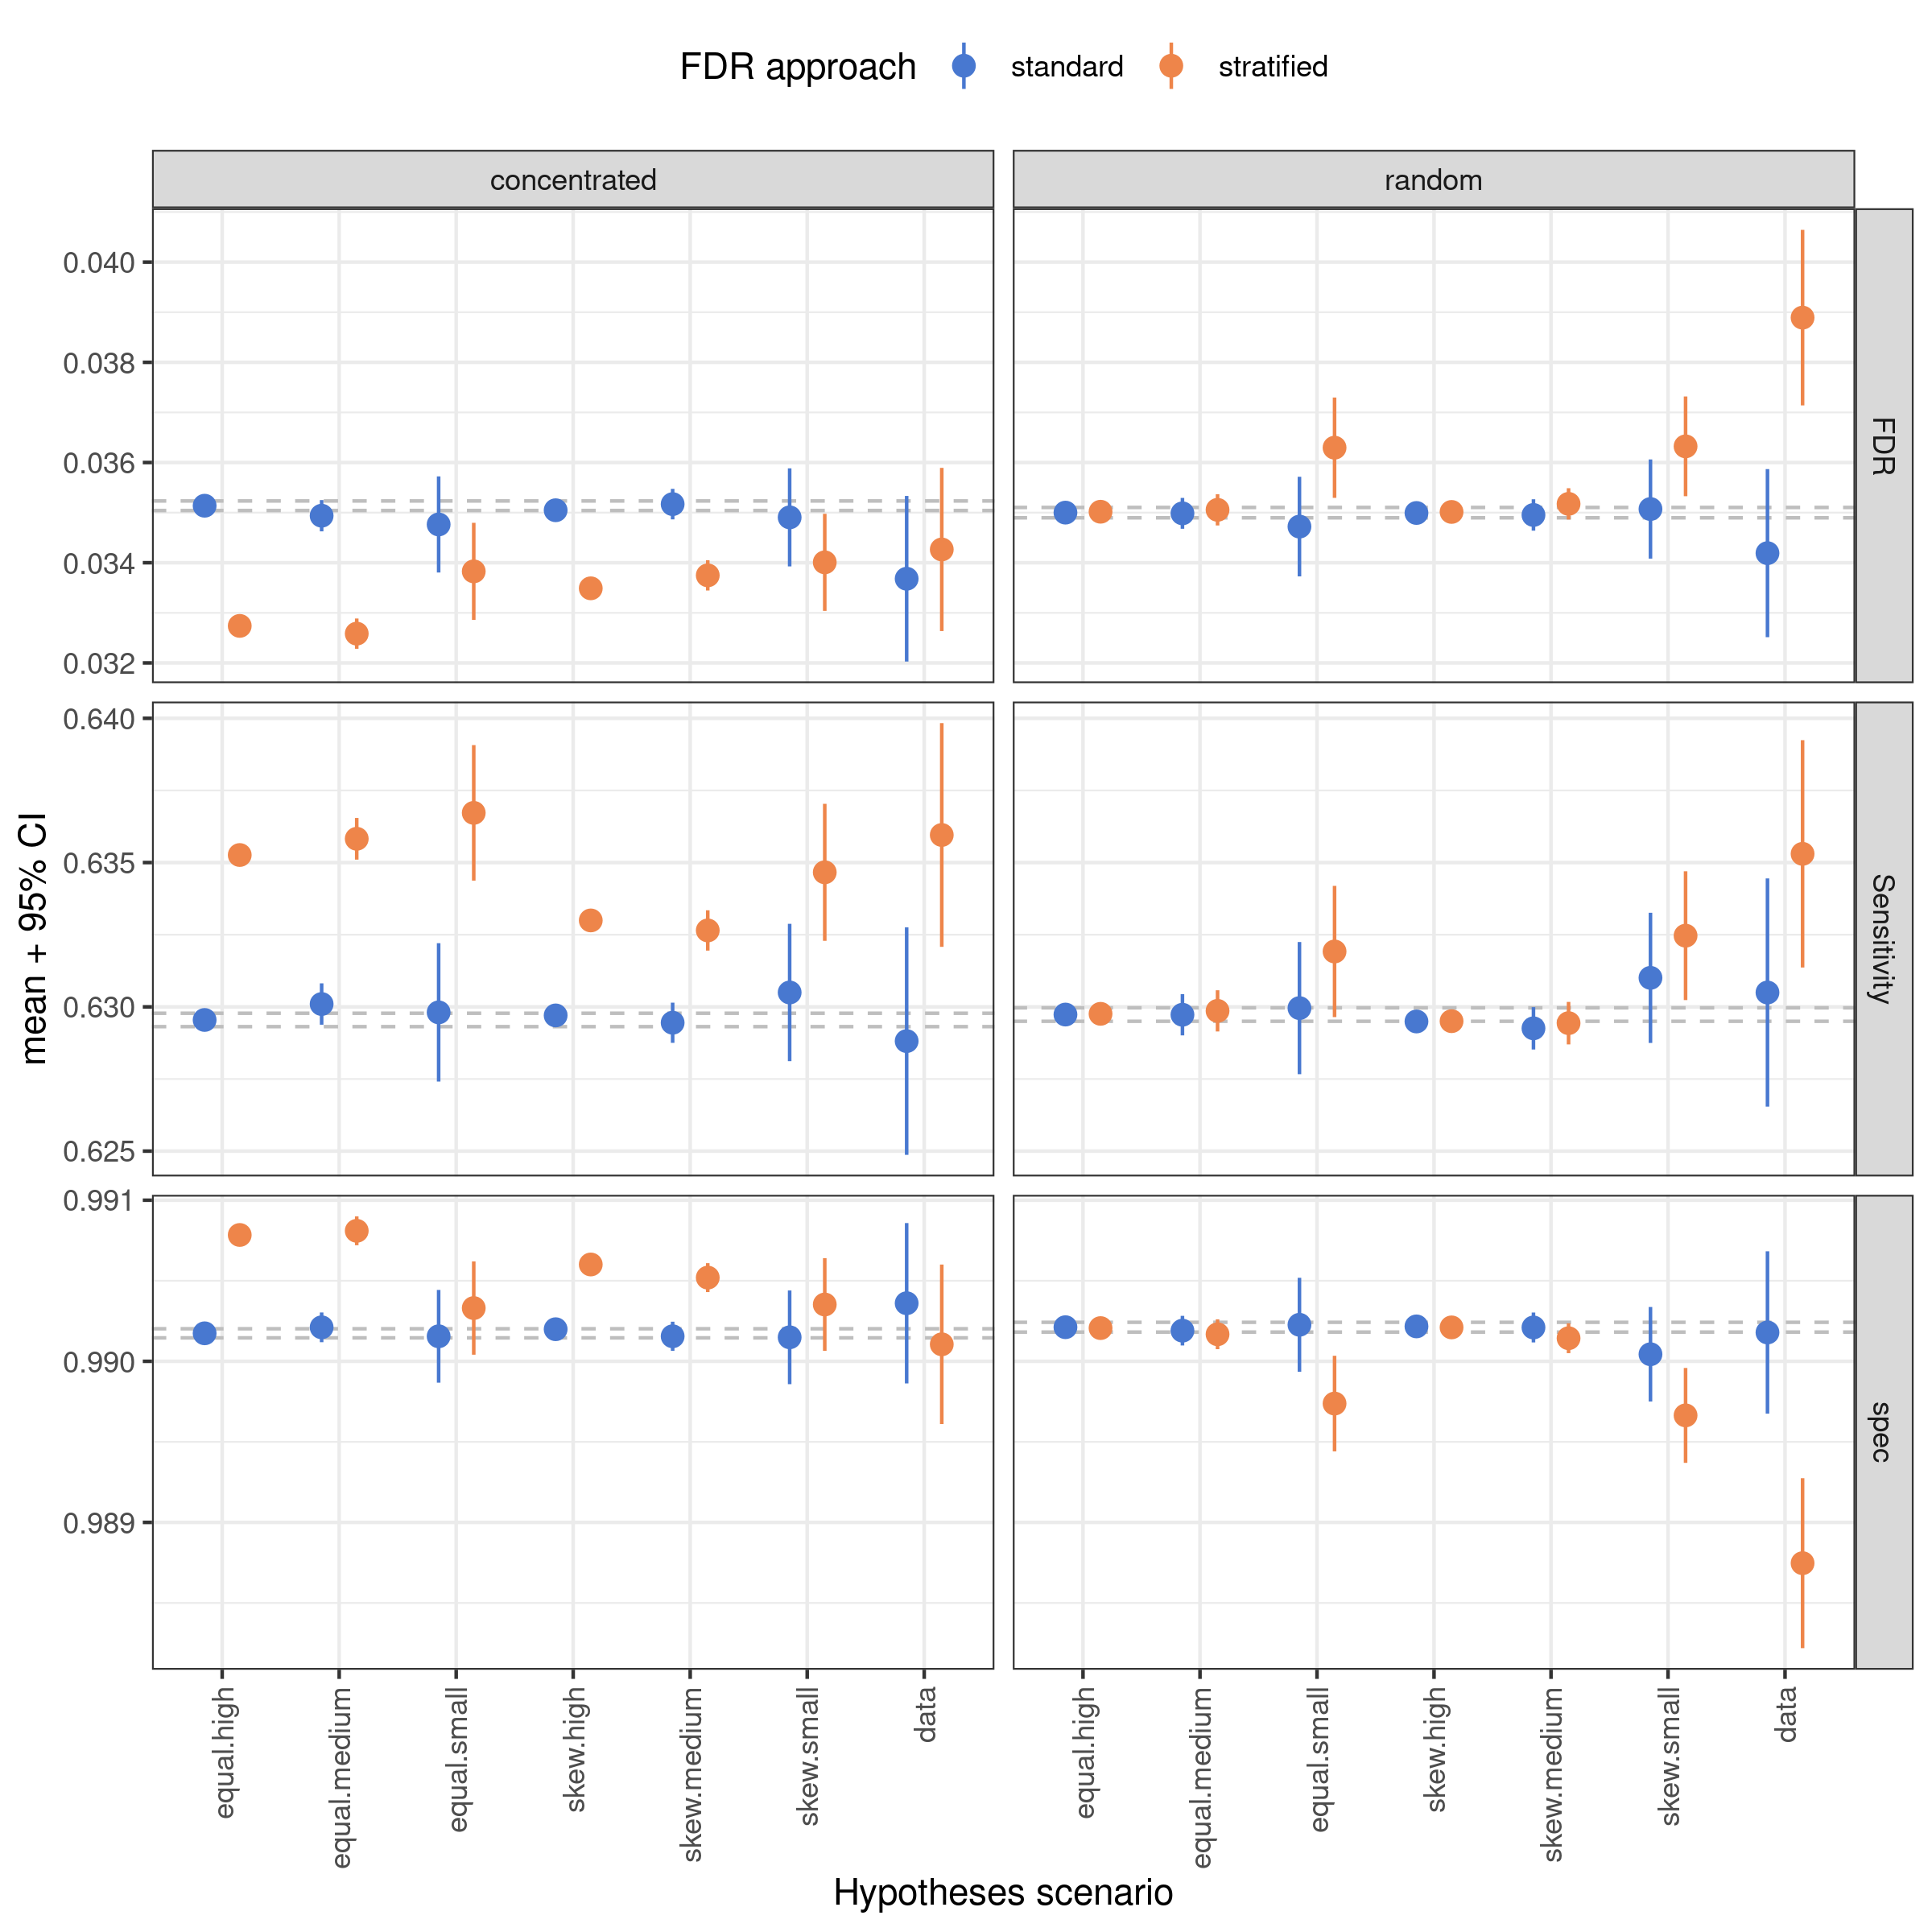 FDR approach standard stratified
concentrated random
0.040
0.038
0.036
0.034
0.032
FDR
0.640
0.635
0.630
0.625
Sensitivity
0.991
0.990
0.989
spec
mean + 95% CI
equal.high equal.medium equal.small skew.high skew.medium skew.small data equal.high equal.medium equal.small skew.high skew.medium skew.small data
Hypotheses scenario